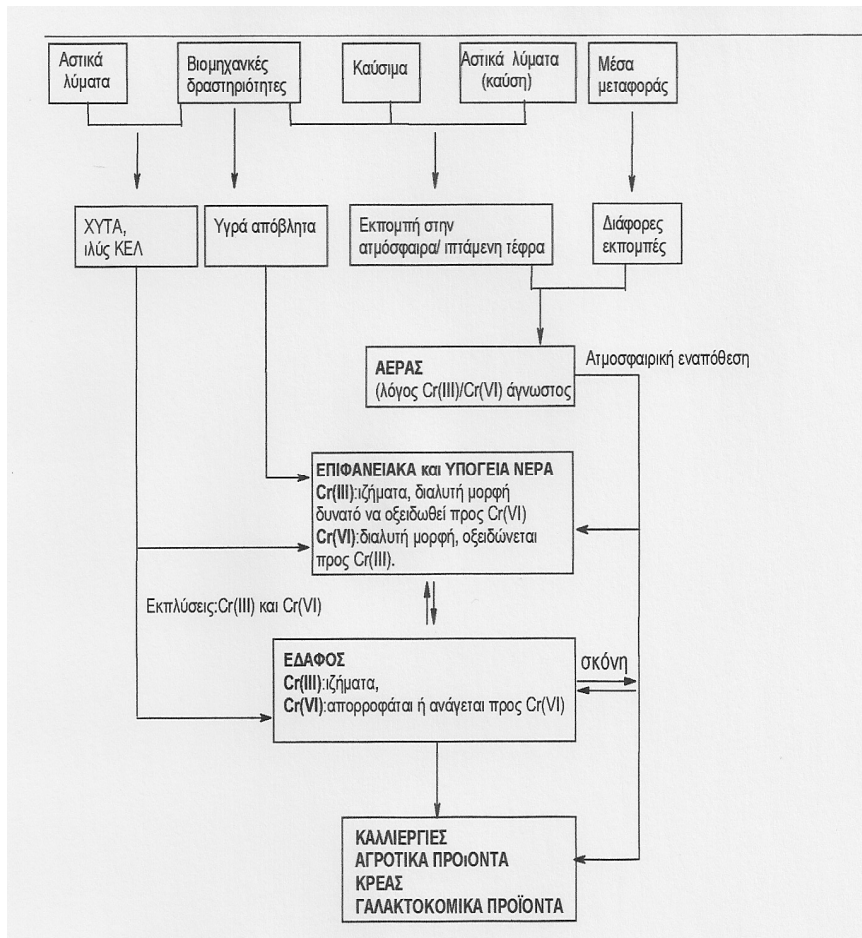 Αστικά
λύματα
Βιομηχανκές
δραστηριότητες
Καύσιμα
Αστικά λύματα
(καύση)
Μέσα
μεταφοράς
ΧΥΤΑ,
ιλύς ΚΕΛ
Υγρά απόβλητα
Εκπομπή στην
ατμόσφαιρα/ ιπτάμενη τέφρα
Διάφορες
εκπομπές
ΑΕΡΑΣ
(λόγος Cr(III)/Cr(VI) άγνωστος
Ατμοσφαιρική εναπόθεση
ΕΠΙΦΑΝΕΙΑΚΑ και ΥΠΟΓΕΙΑ ΝΕΡΑ
Cr(III):ιζήματα, διαλυτή μορφή
δυνατό να οξειδωθεί προς Cr(VI)
Cr(VI):διαλυτή μορφή, οξειδώνεται
προς Cr(III).
Εκπλύσεις:Cr(III) και Cr(VI)
ΕΔΑΦΟΣ
Cr(III):ιζήματα,
Cr(VI):απορροφάται ή ανάγεται προς Cr(VI)
σκόνη
ΚΑΛΛΙΕΡΓΙΕΣ
ΑΓΡΟΤΙΚΑ ΠΡΟιΟΝΤΑ
ΚΡΕΑΣ
ΓΑΛΑΚΤΟΚΟΜΙΚΑ ΠΡΟΪΟΝΤΑ